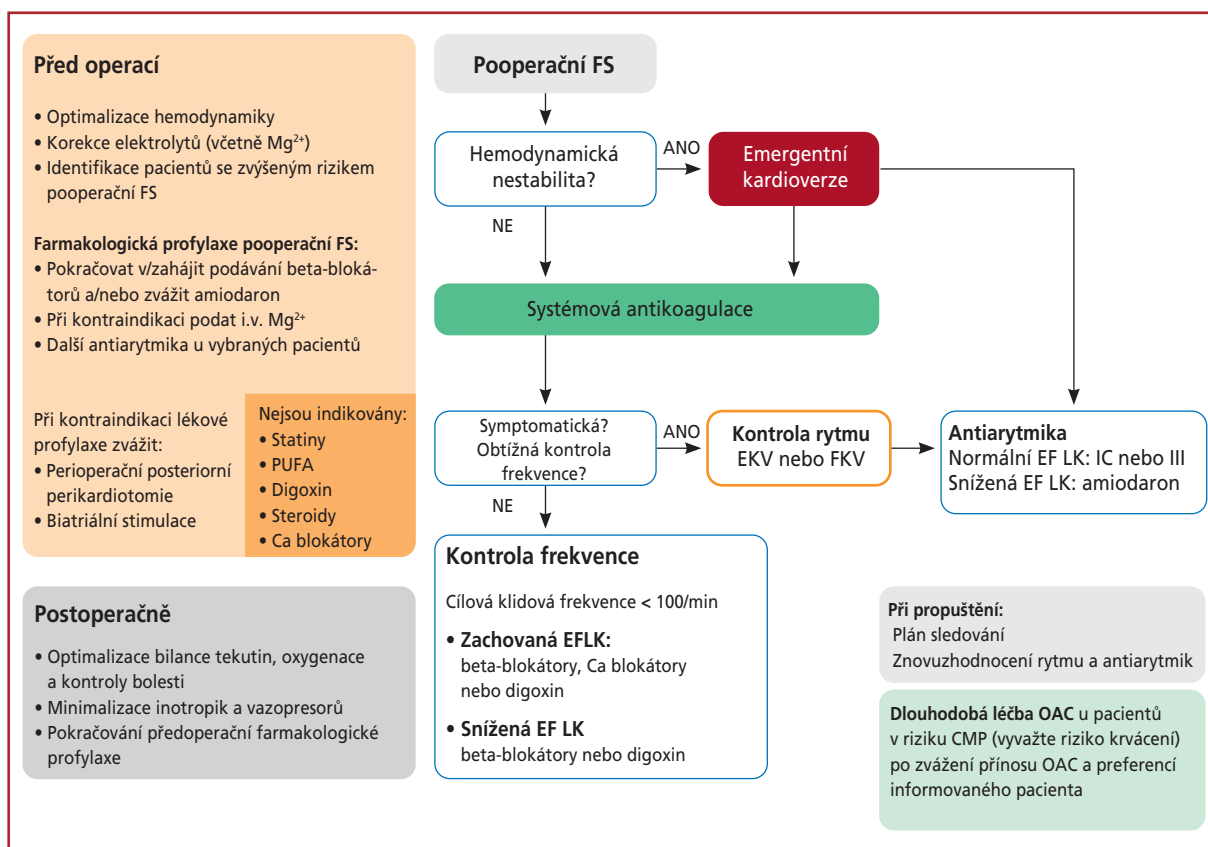 Před operací
• Optimalizace hemodynamiky
• Korekce elektrolytů (včetně Mg²⁺)
• Identifikace pacientů se zvýšeným rizikem
pooperační FS
Farmakologická profylaxe pooperační FS:
• Pokračovat v/zahájit podávání beta-bloká-
torů a/nebo zvážit amiodaron
• Při kontraindikaci podat i.v. Mg²⁺
• Další antiarytmika u vybraných pacientů
Při kontraindikaci lékové
profylaxe zvážit:
• Perioperační posteriorní
perikardiotomie
• Biatriální stimulace
Nejsou indikovány:
• Statiny
• PUFA
• Digoxin
• Steroidy
• Ca blokátory
Postoperačně
• Optimalizace bilance tekutin, oxygenace
a kontroly bolesti
• Minimalizace inotropik a vazopresorů
• Pokračování předoperační farmakologické
profylaxe
Pooperační FS
Hemodynamická
nestabilita?
ANO
Emergentní
kardioverze
NE
Systémová antikoagulace
Symptomatická?
Obtížná kontrola
frekvence?
ANO
Kontrola rytmu
EKV nebo FKV
Antiarytmika
Normální EF LK: IC nebo III
Snížená EF LK: amiodaron
NE
Kontrola frekvence
Cílová klidová frekvence < 100/min
• Zachovaná EFLK:
beta-blokátory, Ca blokátory
nebo digoxin
• Snížená EF LK
beta-blokátory nebo digoxin
Při propuštění:
Plán sledování
Znovuzhodnocení rytmu a antiarytmik
Dlouhodobá léčba OAC u pacientů
v riziku CMP (vyvažte riziko krvácení)
po zvážení přínosu OAC a preferencí
informovaného pacienta